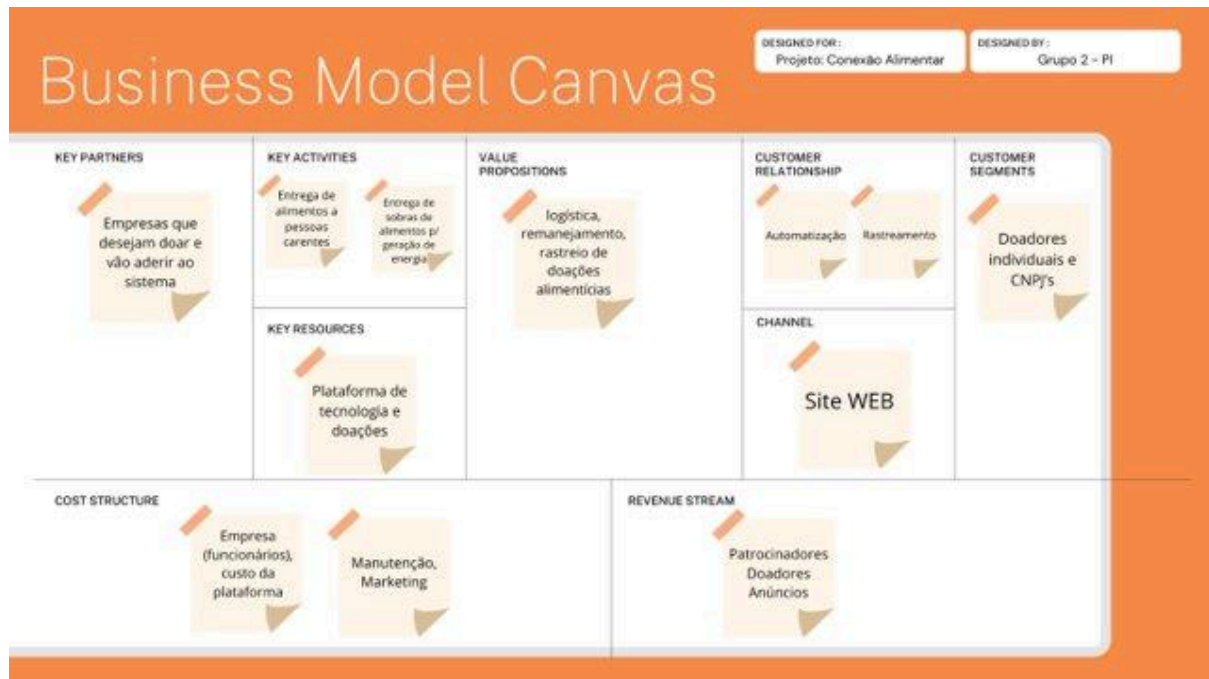 Business Model Canvas
DESIGNED FOR:
Projeto: Conexão Alimentar
DESIGNED BY:
Grupo 2 - PI
KEY PARTNERS
Empresas que
desejam doar e
vão aderir ao
sistema
KEY ACTIVITIES
Entrega de
alimentos a
pessoas
carentes
Entrega de
sobras de
alimentos p/
geração de
energia
KEY RESOURCES
Plataforma de
tecnologia e
doações
VALUE
PROPOSITIONS
logística,
remanejamento,
rastreio de
doações
alimentícias
CUSTOMER
RELATIONSHIP
Automatização
Rastreamento
CHANNEL
Site WEB
CUSTOMER
SEGMENTS
Doadores
individuais e
CNPJ's
COST STRUCTURE
Empresa
(funcionários),
custo da
plataforma
Manutenção,
Marketing
REVENUE STREAM
Patrocinadores
Doadores
Anúncios